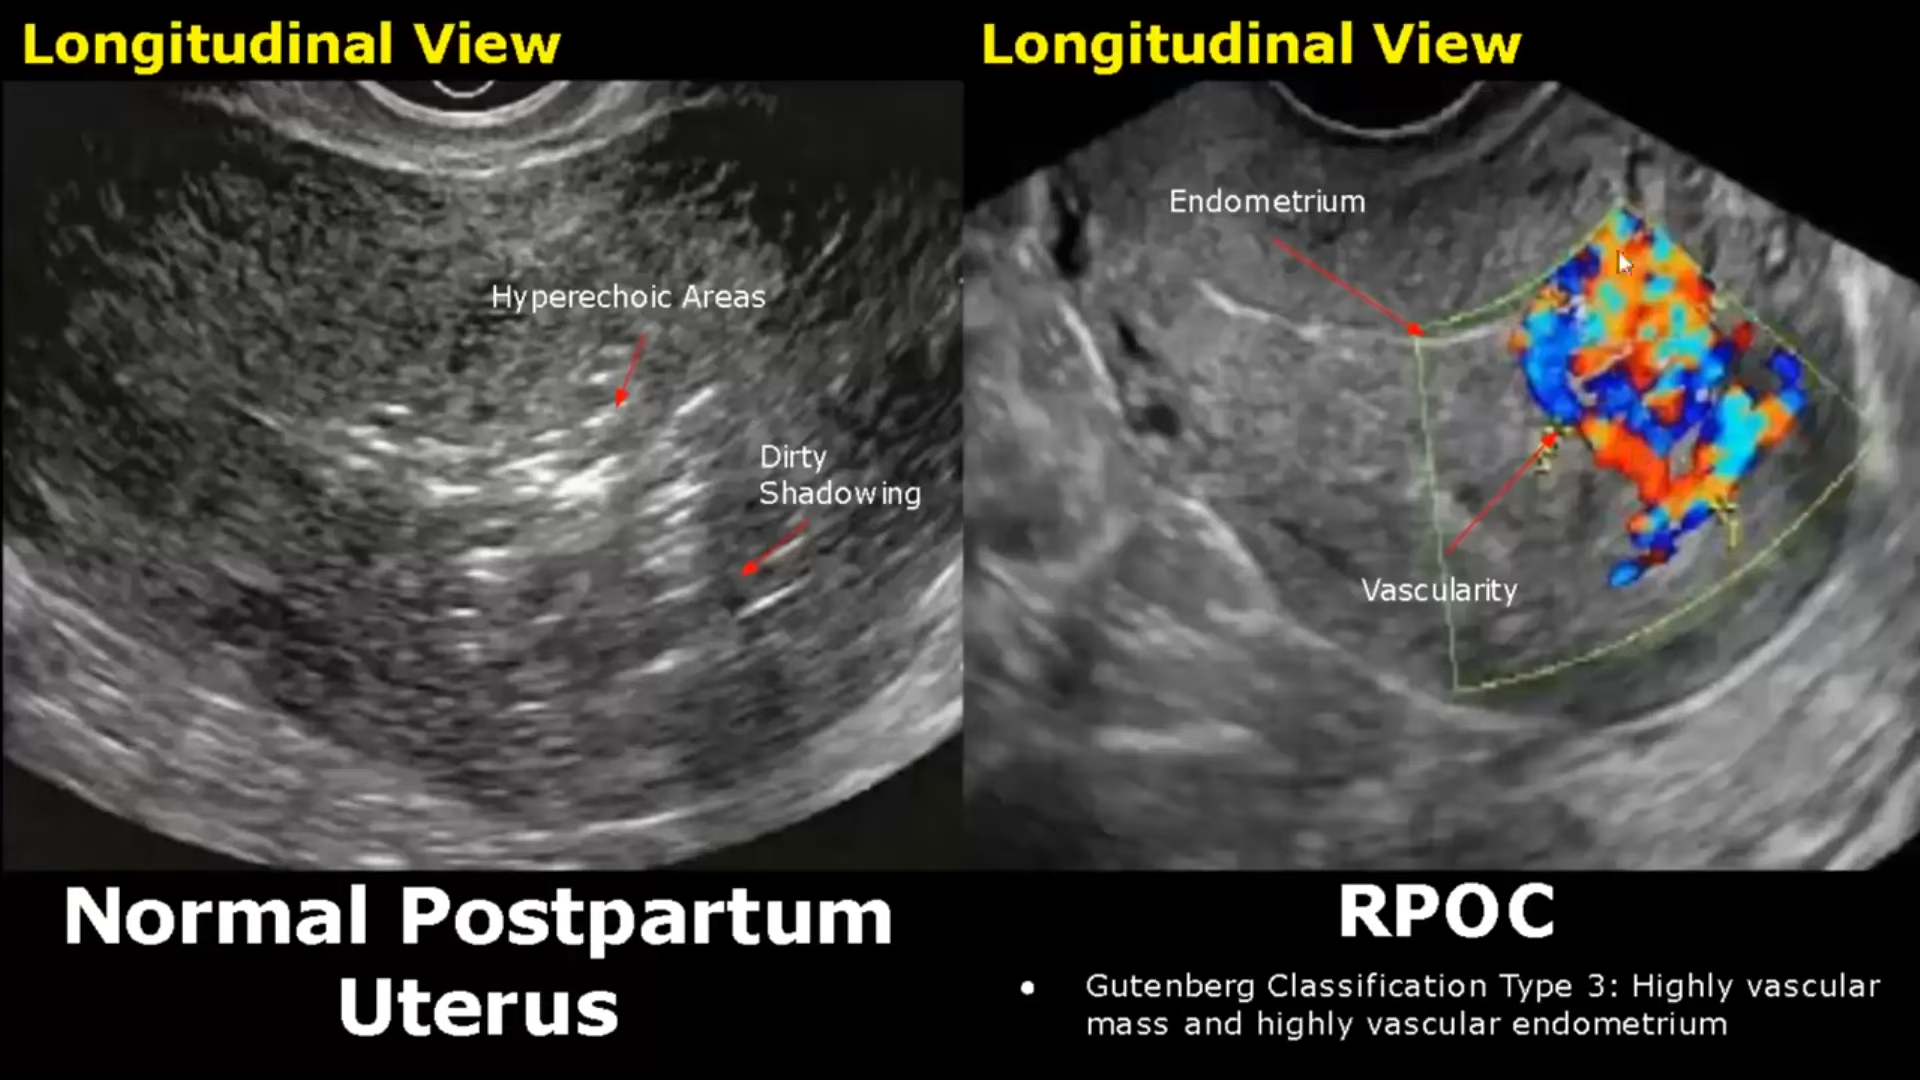 Longitudinal View
Hyperechoic Areas
Dirty
Shadowing
Normal Postpartum
Uterus
Longitudinal View
Endometrium
Vascularity
RPOC
• Gutenberg Classification Type 3: Highly vascular
mass and highly vascular endometrium